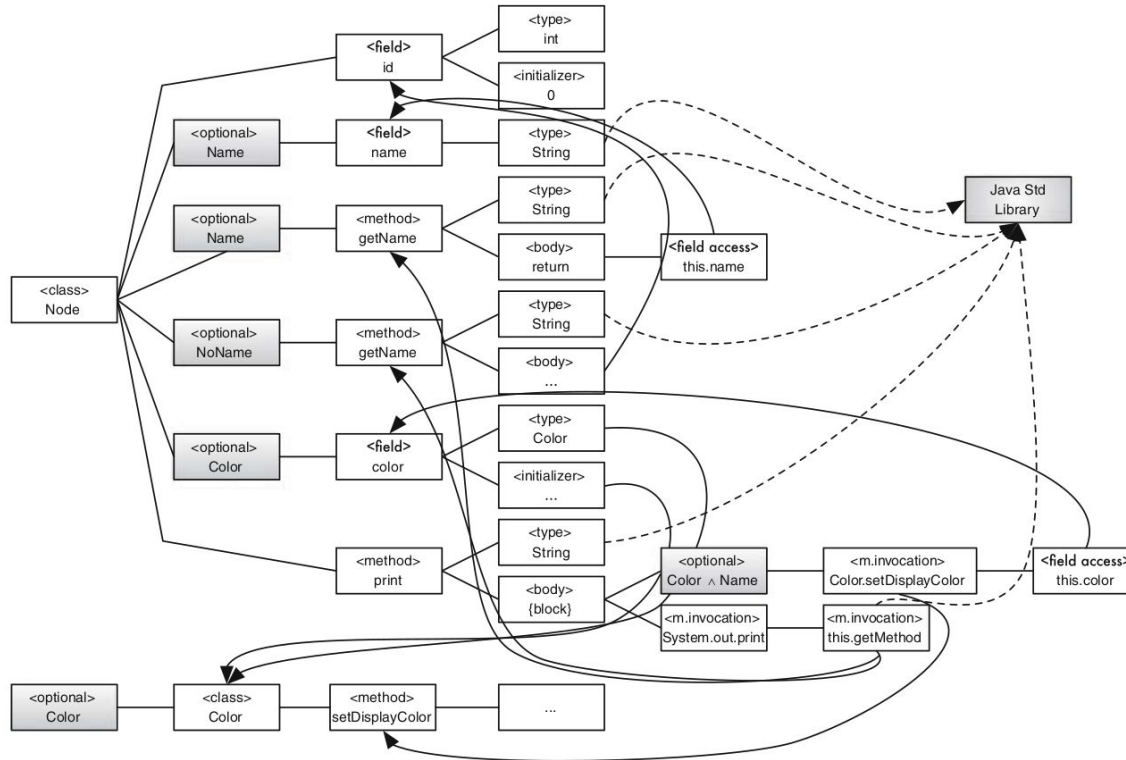 <type>
int
<field>
id
<initializer>
0
<optional>
Name
<field>
name
<type>
String
<type>
String
Java Std
Library
<optional>
Name
<method>
getName
<body>
return
<field access>
this.name
<class>
Node
<type>
String
<optional>
NoName
<method>
getName
<body>
...
<type>
Color
<optional>
Color
<field>
color
<initializer>
...
<type>
String
<method>
print
<optional>
Color ∧ Name
<m.invocation>
Color.setDisplayColor
<field access>
this.color
<body>
{block}
<m.invocation>
System.out.print
<m.invocation>
this.getMethod
<optional>
Color
<class>
Color
<method>
setDisplayColor
...